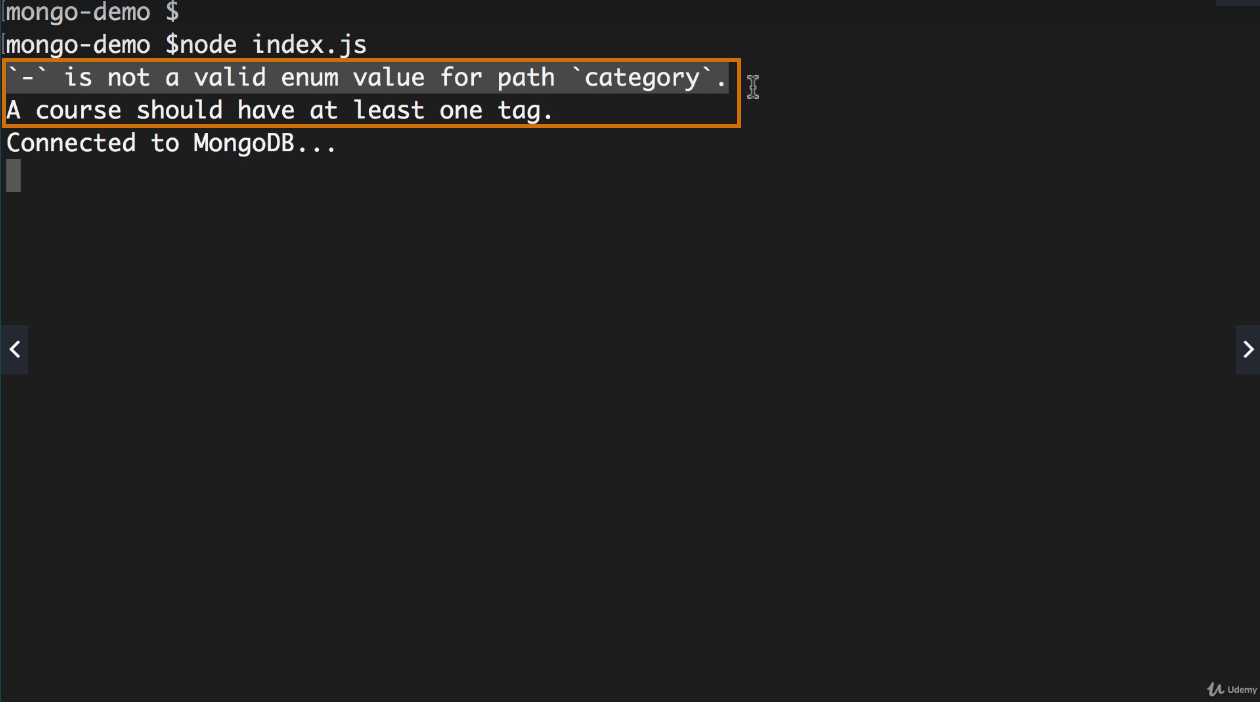 mongo-demo $
mongo-demo $node index.js
`-` is not a valid enum value for path `category`.
A course should have at least one tag.
Connected to MongoDB...
Udemy